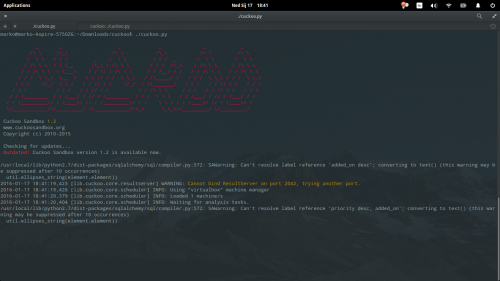 Applications
Ned Sij 17 18:41
./cuckoo.py
./cuckoo.py
cuckoo: ./cuckoo.py
marko@marko-Aspire-5750ZG:~/Downloads/cuckoo$ ./cuckoo.py
Cuckoo Sandbox 1.2
www.cuckoosandbox.org
Copyright (c) 2010-2015
Checking for updates...
Outdated! Cuckoo Sandbox version 1.2 is available now.
/usr/local/lib/python2.7/dist-packages/sqlalchemy/sql/compiler.py:572: SAWarning: Can't resolve label reference 'added_on desc'; converting to text() (this warning may b
e suppressed after 10 occurrences)
util.ellipses_string(element.element))
2016-01-17 18:41:19,423 [lib.cuckoo.core.resultserver] WARNING: Cannot bind ResultServer on port 2042, trying another port.
2016-01-17 18:41:19,426 [lib.cuckoo.core.scheduler] INFO: Using "virtualbox" machine manager
2016-01-17 18:41:20,379 [lib.cuckoo.core.scheduler] INFO: Loaded 1 machine/s
2016-01-17 18:41:20,404 [lib.cuckoo.core.scheduler] INFO: Waiting for analysis tasks.
/usr/local/lib/python2.7/dist-packages/sqlalchemy/sql/compiler.py:572: SAWarning: Can't resolve label reference 'priority desc, added_on'; converting to text() (this war
ning may be suppressed after 10 occurrences)
util.ellipses_string(element.element))